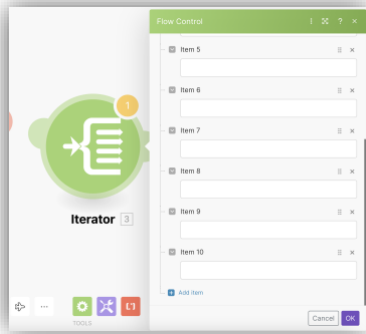 Flow Control
Item 5
Item 6
Item 7
Item 8
Item 9
Item 10
Add item
Cancel OK
1
Iterator 3
TOOLS